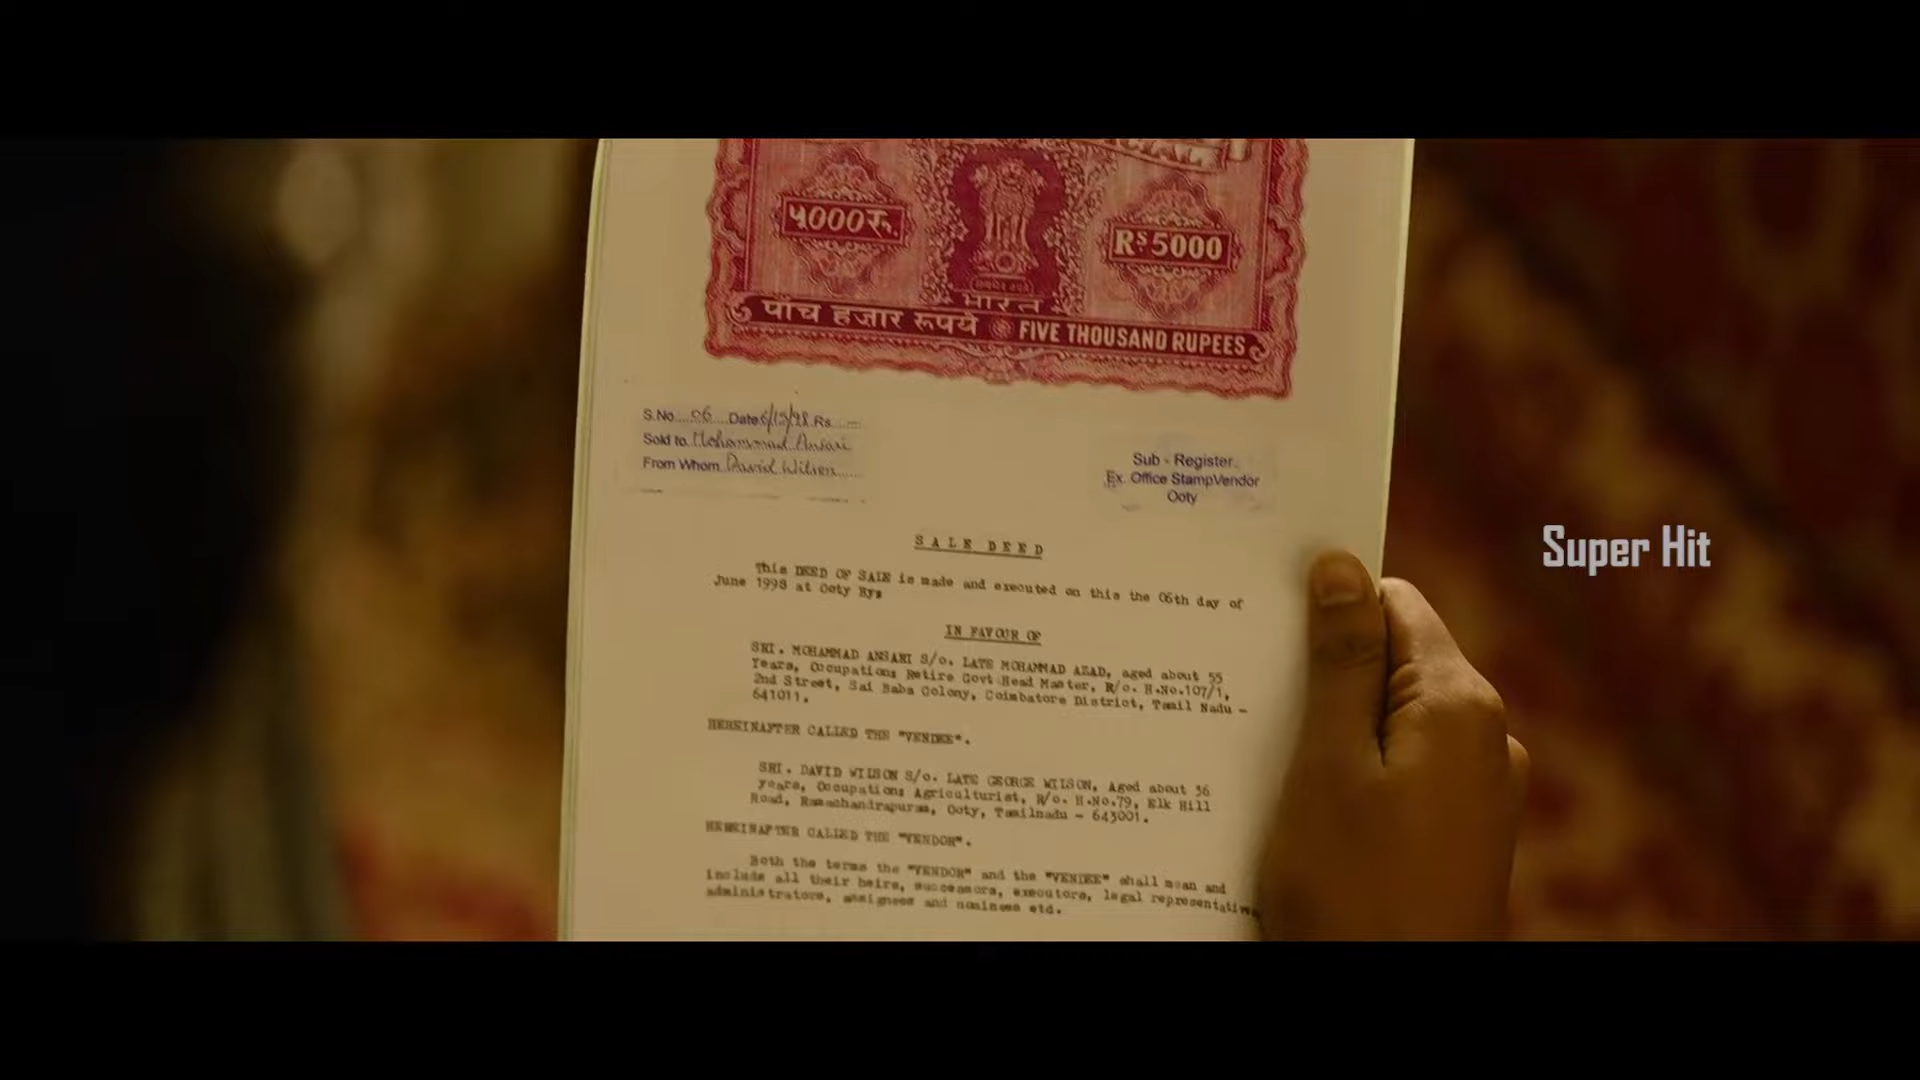 ५000रु.
Rs 5000
भारत
पांच हजार रूपये FIVE THOUSAND RUPEES
S.No....06....Date 6/15/98 Rs
Sold to Mohammad Ansari
From Whom David Wilson
Sub - Register.
Ex. Office StampVendor
Ooty
SALE DEED
This DEED OF SALE is made and executed on this the 06th day of
June 1998 at Ooty By:
IN FAVOUR OF
SRI. MOHAMMAD ANSARI S/o. LATE MOHAMMAD AZAD, aged about 55
Years, Occupation: Retire Govt Head Master, R/o. H.No.107/1,
2nd Street, Sai Baba Colony, Coimbatore District, Tamil Nadu –
641011.
HEREINAFTER CALLED THE "VENDEE".
SRI. DAVID WILSON S/o. LATE GEORGE WILSON, Aged about 36
years, Occupation: Agriculturist, R/o. H.No.79, Elk Hill
Road, Ramachandrapuram, Ooty, Tamilnadu – 643001.
HEREINAFTER CALLED THE "VENDOR".
Both the terms the "VENDOR" and the "VENDEE" shall mean and
include all their heirs, successors, executors, legal representative
administrators, assignees and nominees etd.
Super Hit